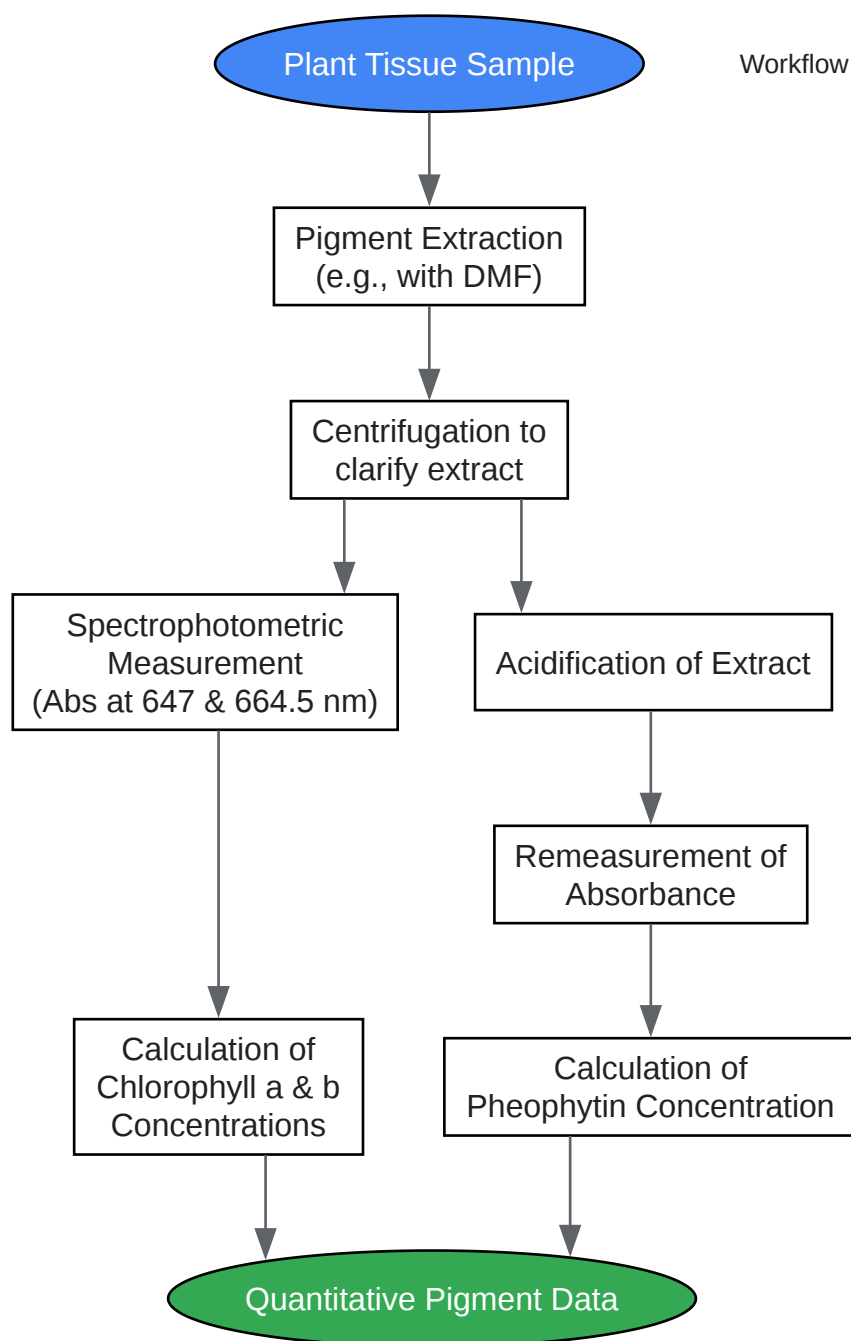 Plant Tissue Sample
Workflow
Pigment Extraction
(e.g., with DMF)
Centrifugation to
clarify extract
Spectrophotometric
Measurement
(Abs at 647 & 664.5 nm)
Acidification of Extract
Remeasurement of
Absorbance
Calculation of
Chlorophyll a & b
Concentrations
Calculation of
Pheophytin Concentration
Quantitative Pigment Data